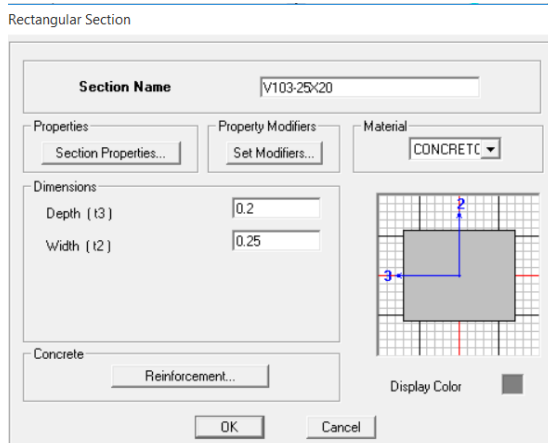 Rectangular Section
Section Name V103-25X20
Properties Property Modifiers Material
Section Properties... Set Modifiers... CONCRETC
Dimensions
Depth (t3) 0.2
Width (t2) 0.25
2
3
Concrete
Reinforcement...
Display Color
OK Cancel